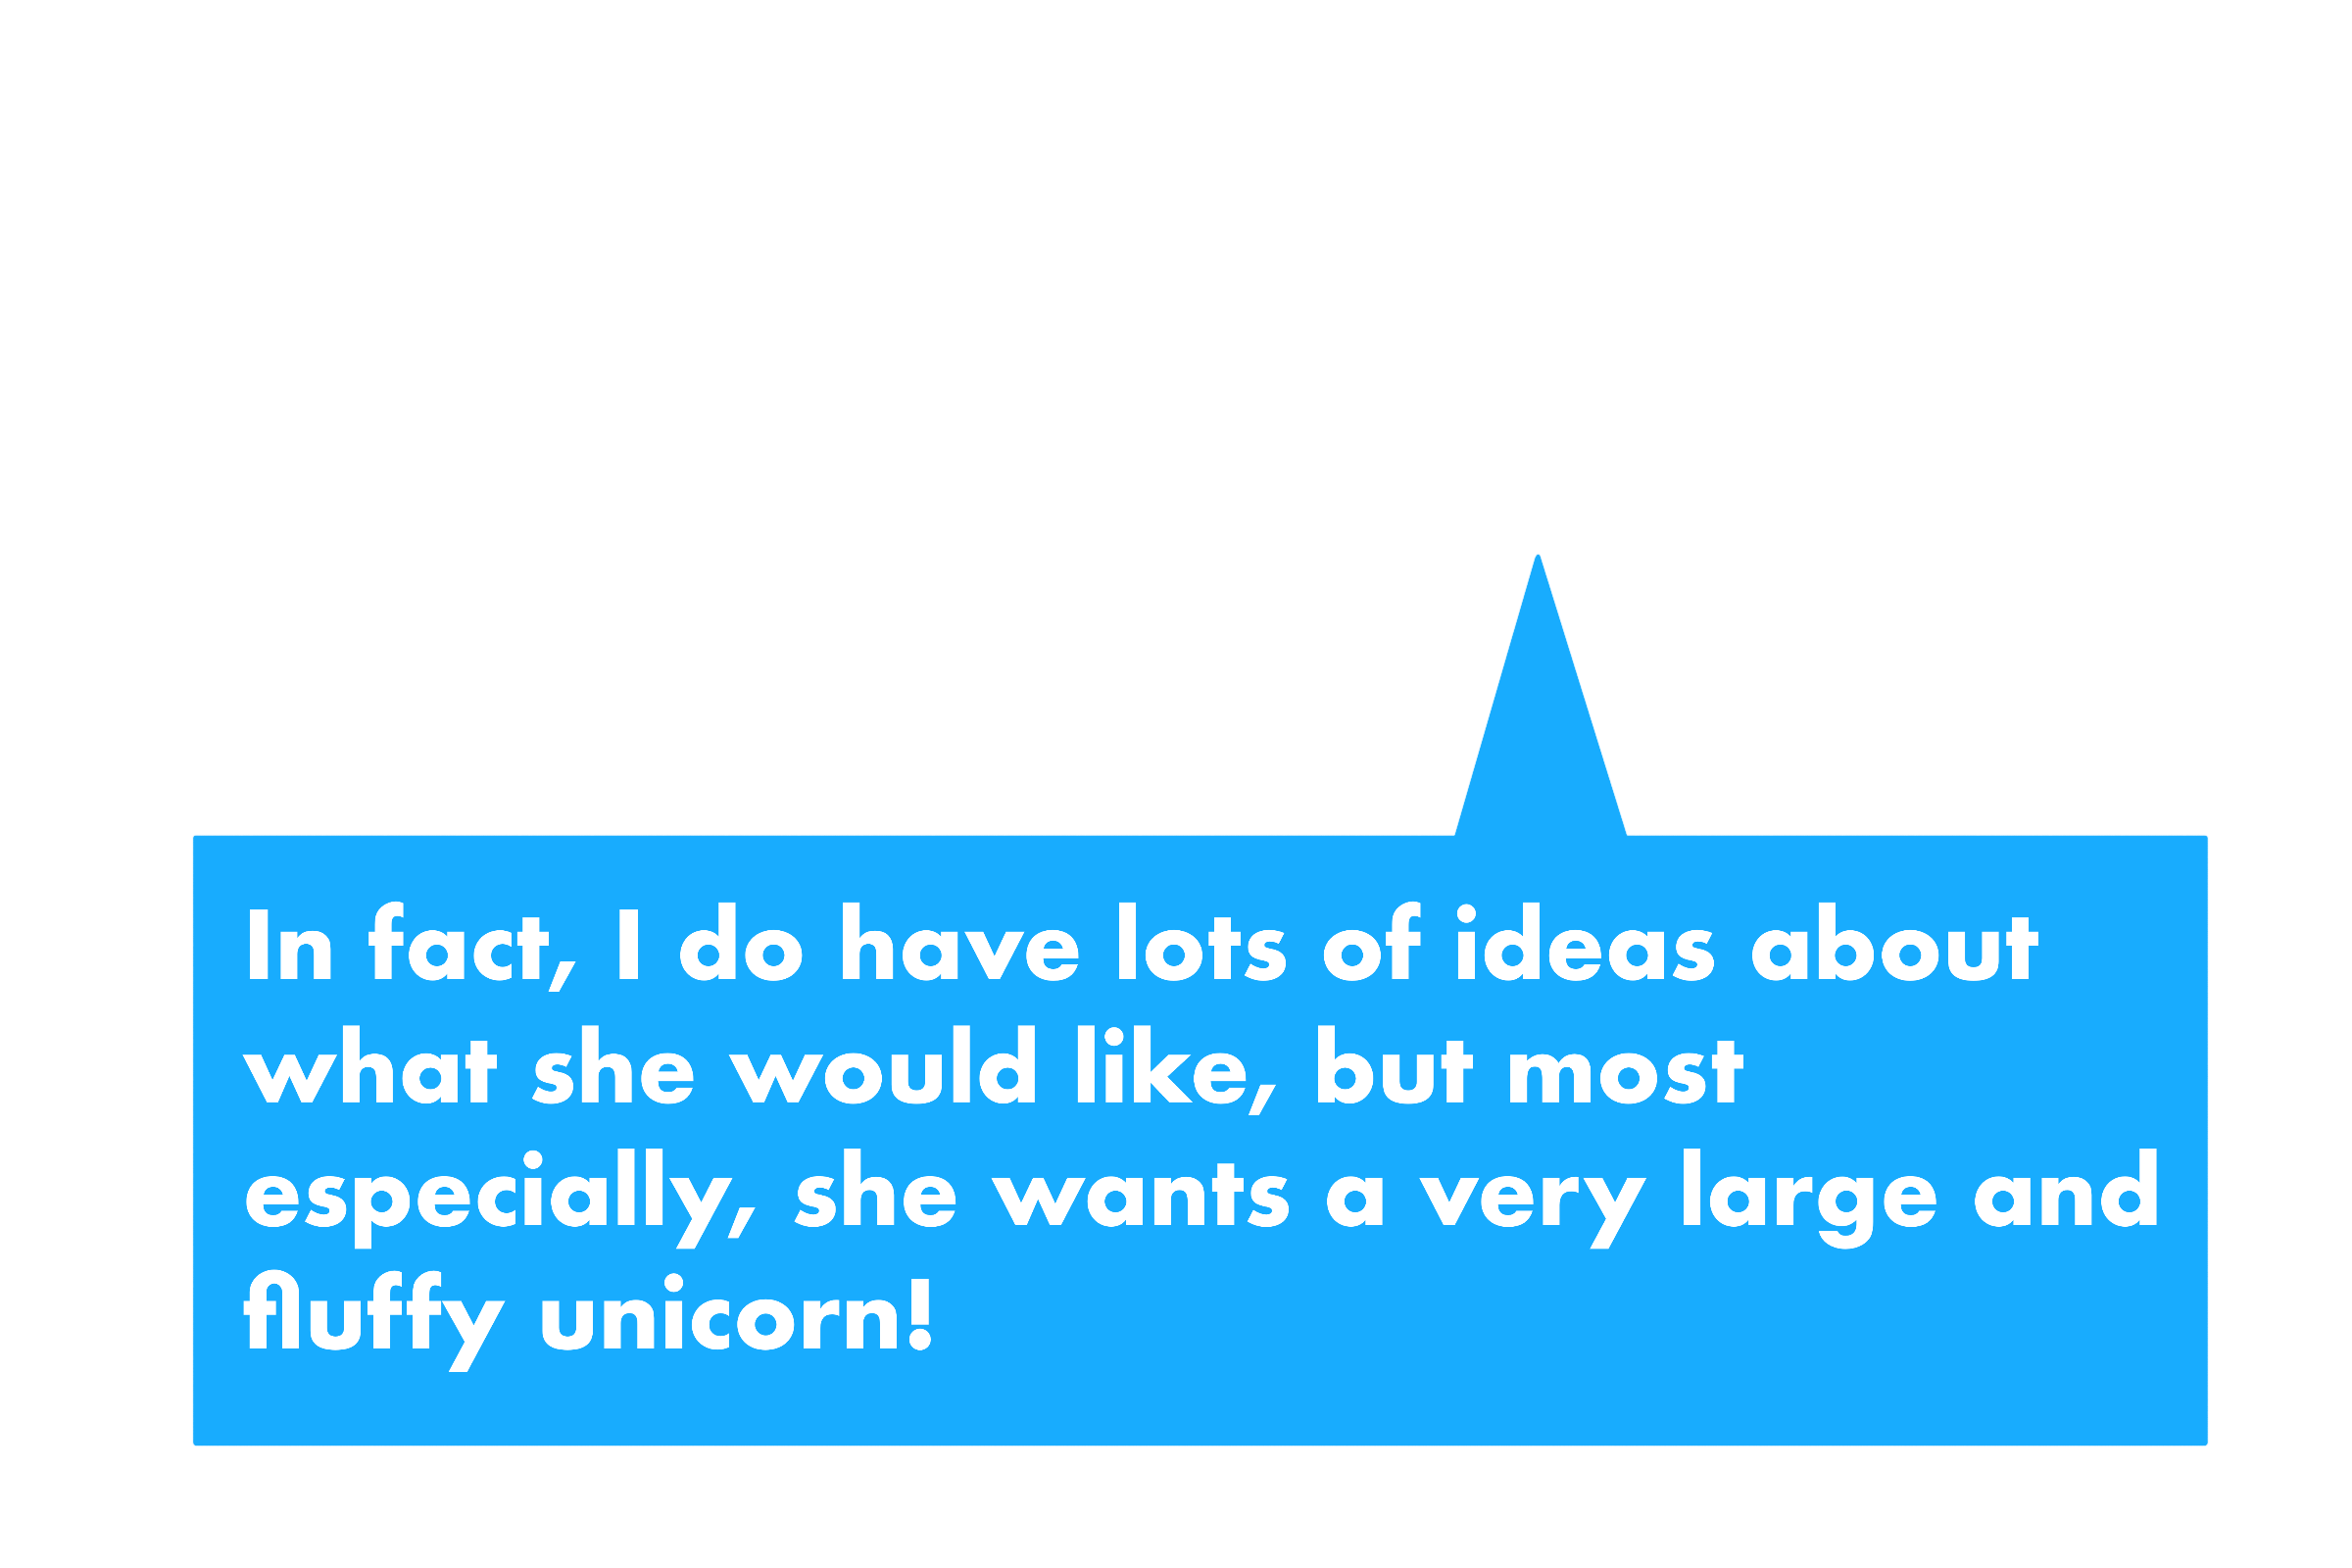 In fact, I do have lots of ideas about
what she would like, but most
especially, she wants a very large and
fluffy unicorn!